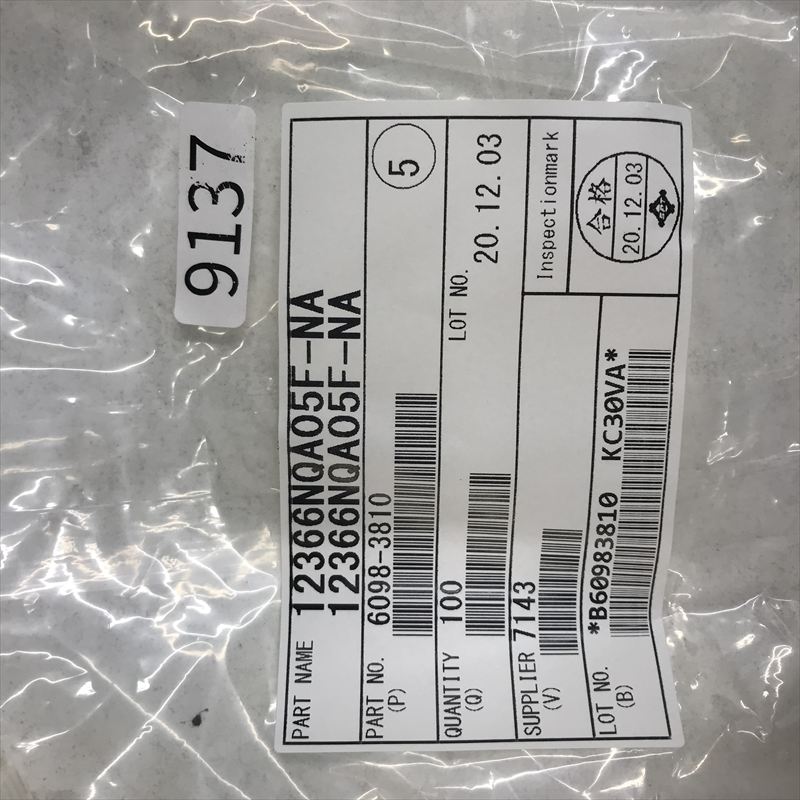 9137
PART NAME
12366NQA05F-NA
12366NQA05F-NA
PART NO.
(P)
6098-3810
5
QUANTITY
(Q)
100
LOT NO.
20.12.03
SUPPLIER
(V)
7143
Inspectionmark
合格
20.12.03
LOT NO.
(B)
*B60983810 KC30VA*